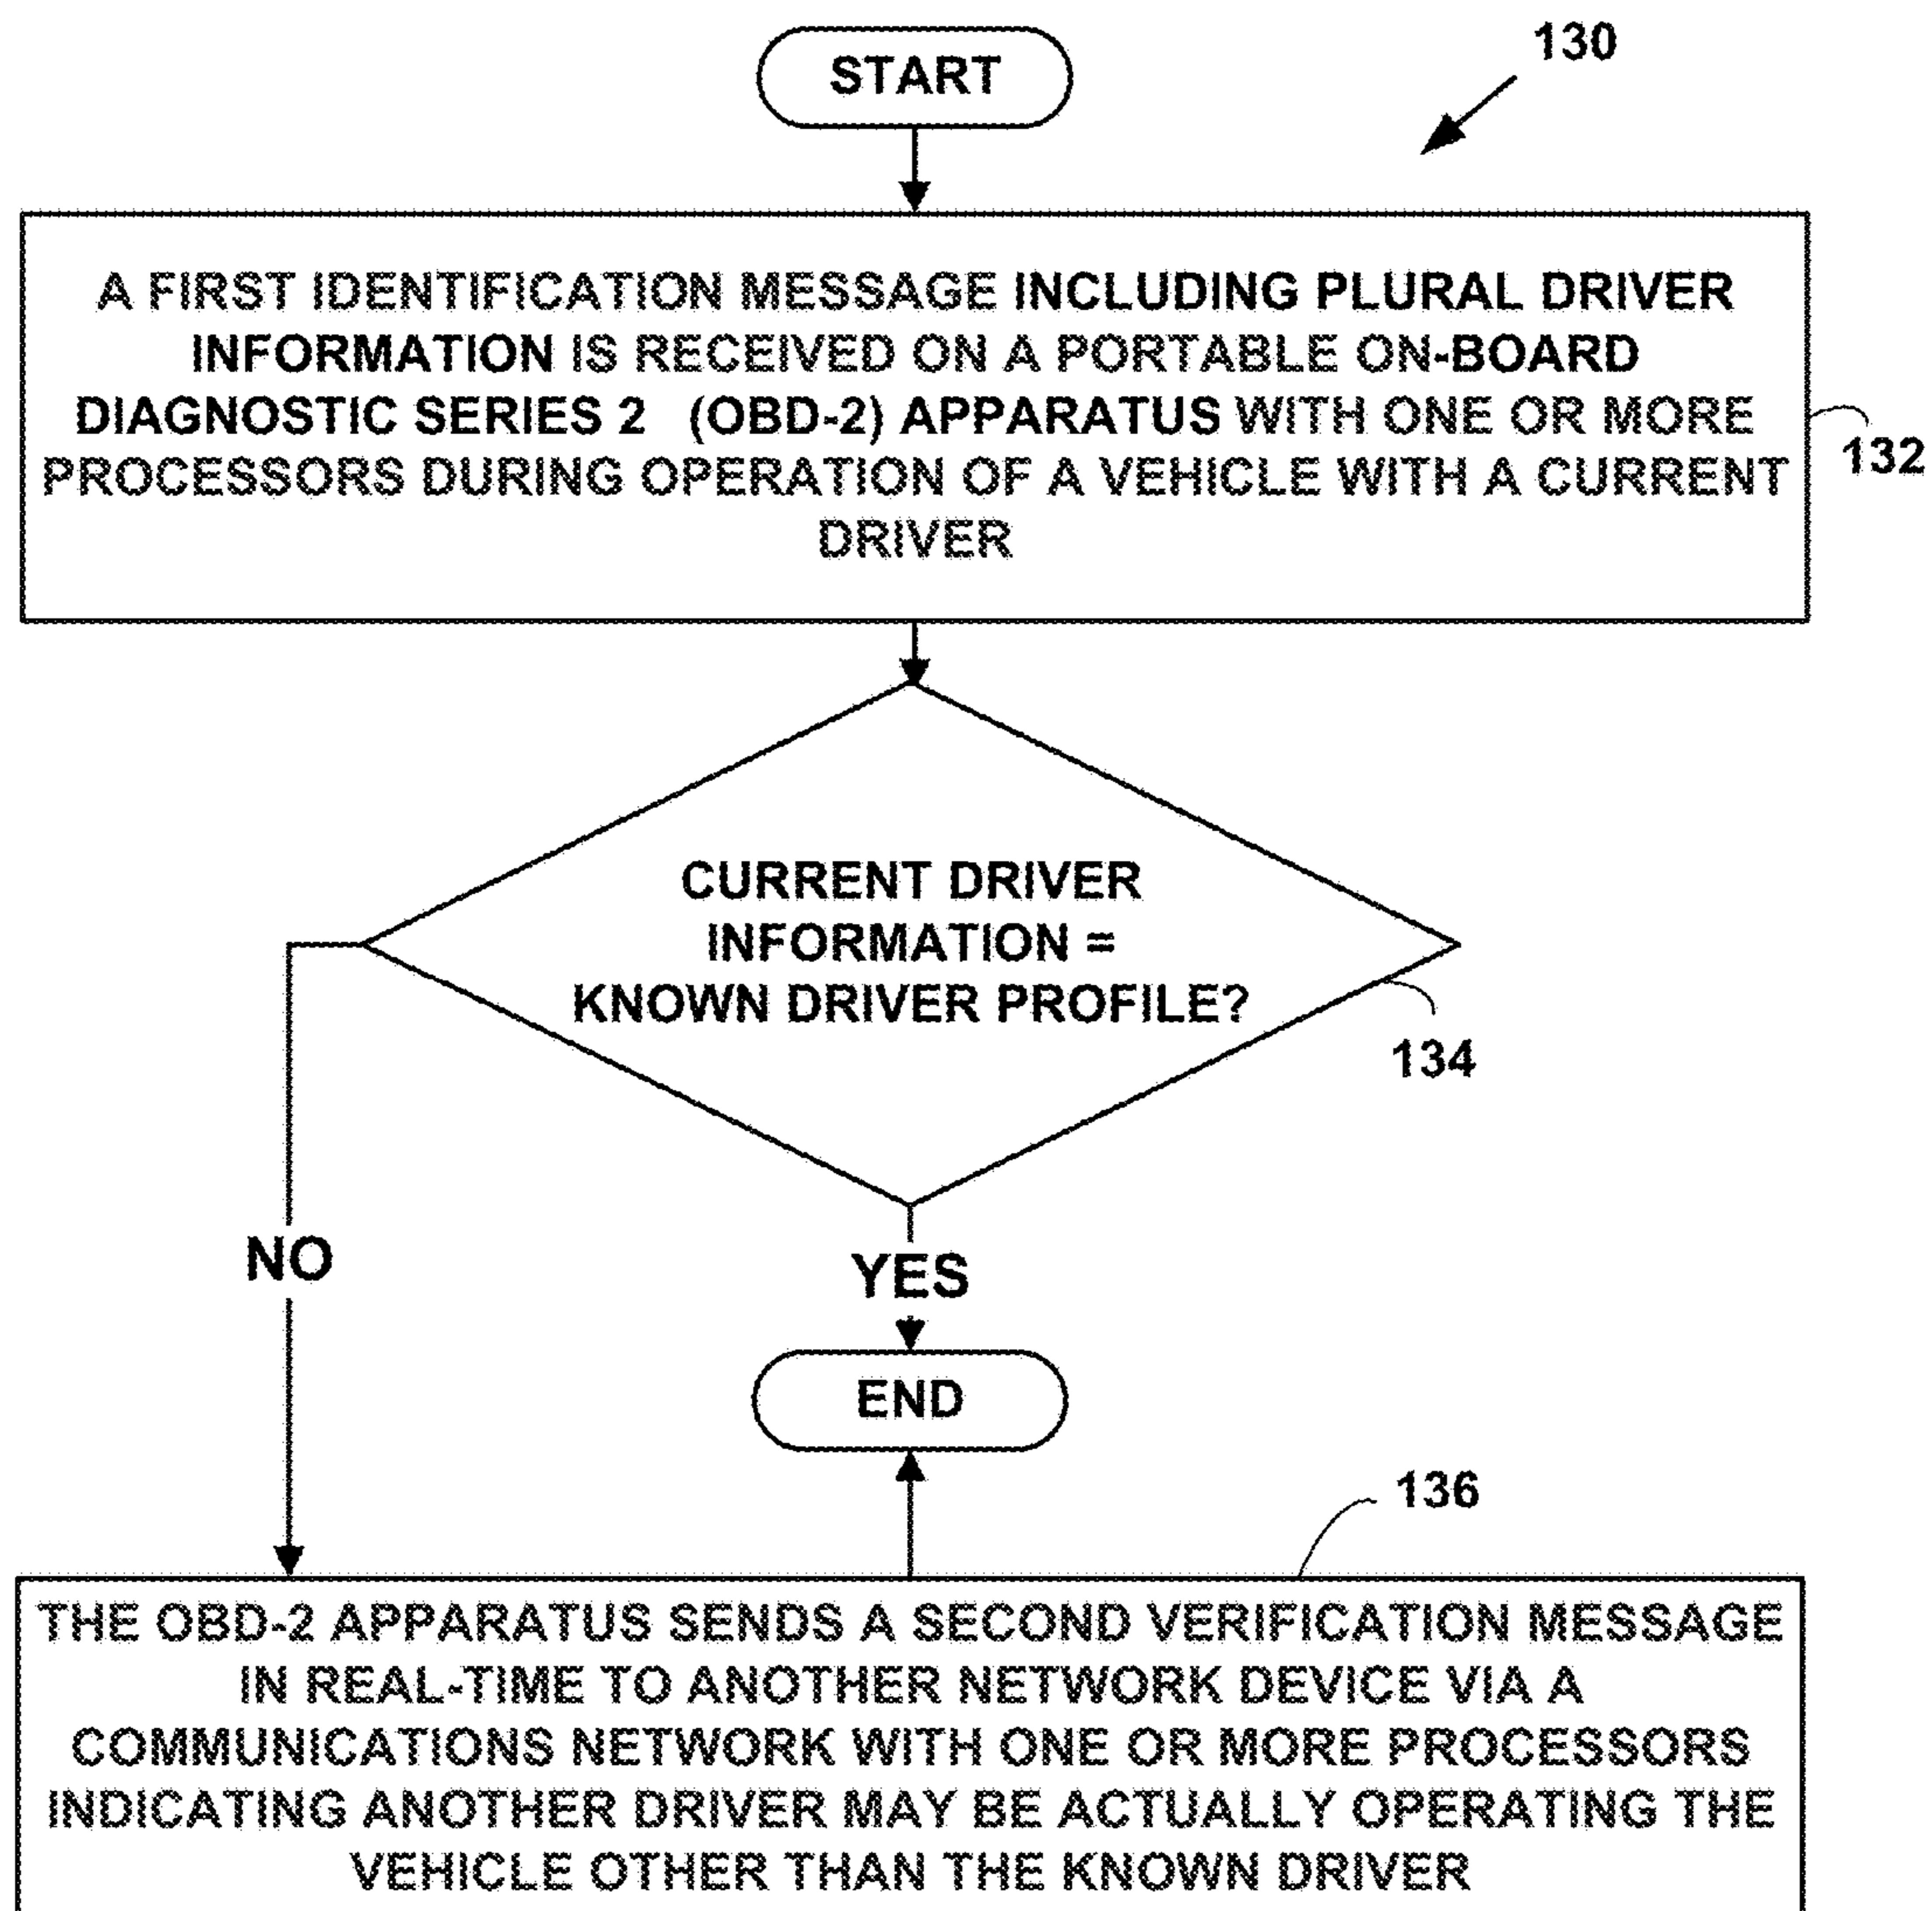 START
130
A FIRST IDENTIFICATION MESSAGE INCLUDING PLURAL DRIVER
INFORMATION IS RECEIVED ON A PORTABLE ON-BOARD
DIAGNOSTIC SERIES 2 (OBD-2) APPARATUS WITH ONE OR MORE
PROCESSORS DURING OPERATION OF A VEHICLE WITH A CURRENT
DRIVER
132
CURRENT DRIVER
INFORMATION =
KNOWN DRIVER PROFILE?
134
NO
YES
END
136
THE OBD-2 APPARATUS SENDS A SECOND VERIFICATION MESSAGE
IN REAL-TIME TO ANOTHER NETWORK DEVICE VIA A
COMMUNICATIONS NETWORK WITH ONE OR MORE PROCESSORS
INDICATING ANOTHER DRIVER MAY BE ACTUALLY OPERATING THE
VEHICLE OTHER THAN THE KNOWN DRIVER